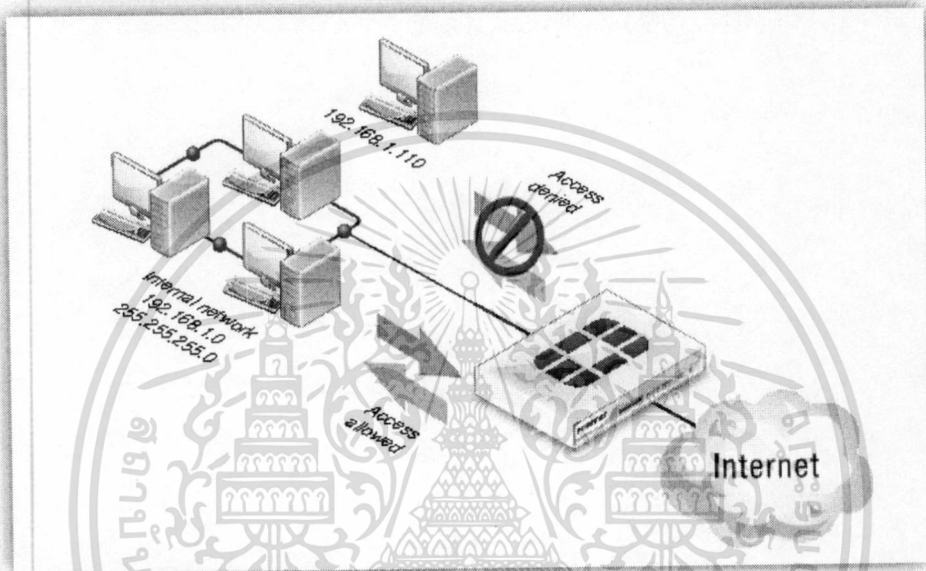 192.168.1.110
Access
denied
Internal network
192.168.1.0
255.255.255.0
Access
allowed
Internet